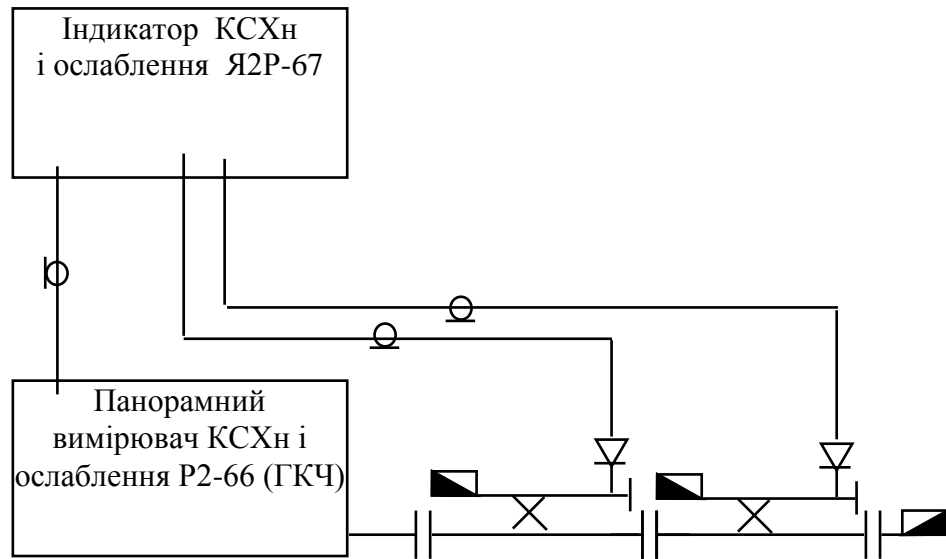 Індикатор КСХн
і ослаблення Я2Р-67
Панорамний
вимірювач КСХн і
ослаблення Р2-66 (ГКЧ)